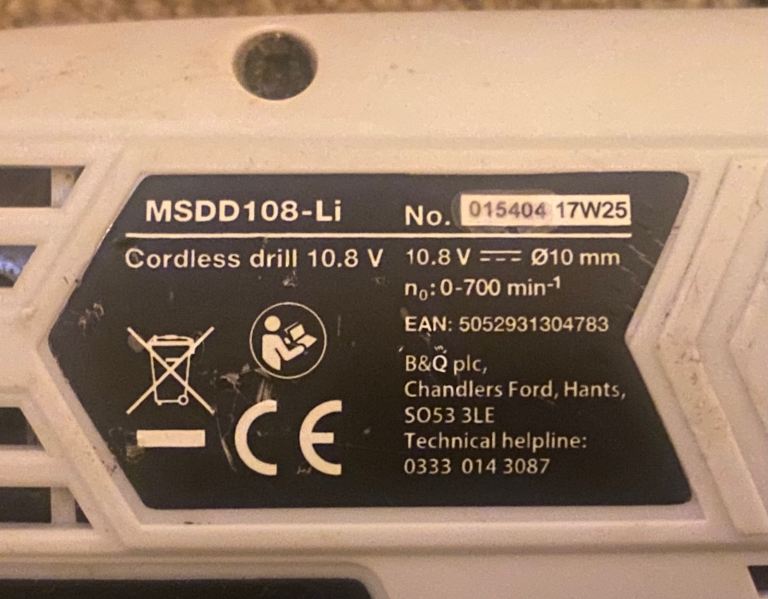 MSDD108-Li
No. 015404 17W25
Cordless drill 10.8 V
10.8 V ⎓ Ø10 mm
n₀: 0-700 min⁻¹
EAN: 5052931304783
B&Q plc,
Chandlers Ford, Hants,
SO53 3LE
Technical helpline:
0333 014 3087
CE